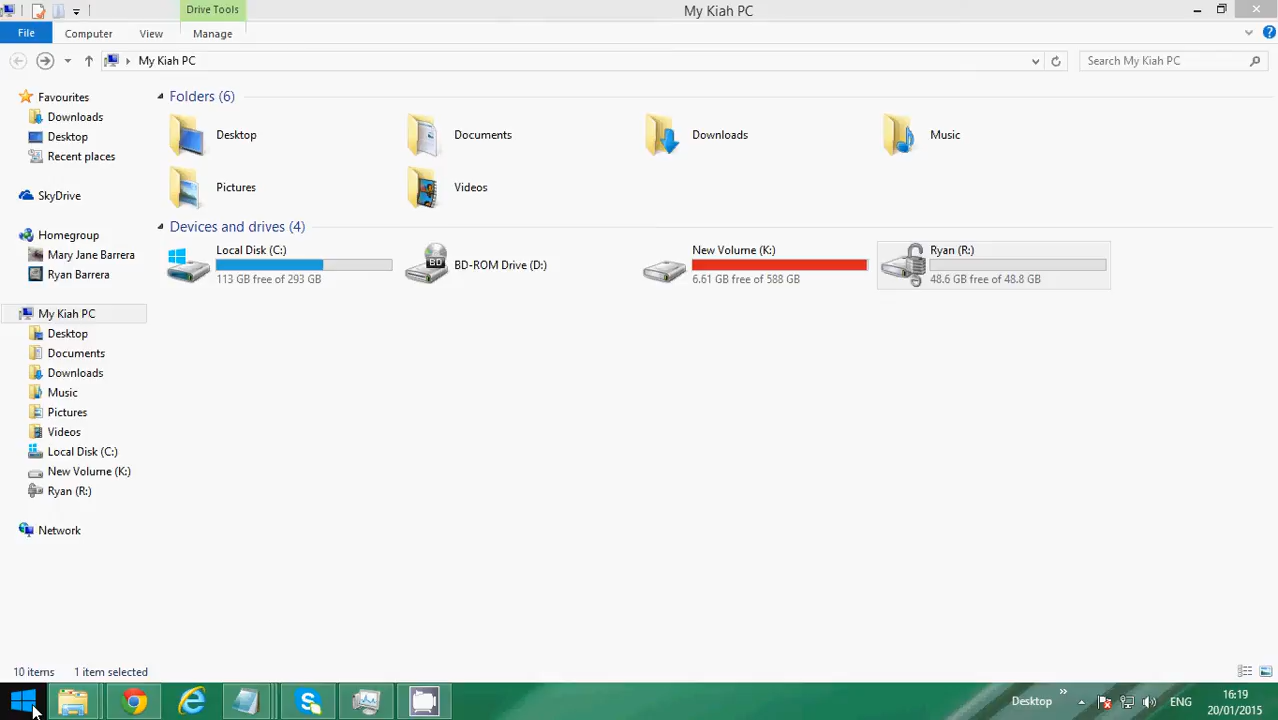 Drive Tools
My Kiah PC
File
Computer
View
Manage
My Kiah PC
Search My Kiah PC
Favourites
Downloads
Desktop
Recent places
SkyDrive
Homegroup
Mary Jane Barrera
Ryan Barrera
My Kiah PC
Desktop
Documents
Downloads
Music
Pictures
Videos
Local Disk (C:)
New Volume (K:)
Ryan (R:)
Network
Folders (6)
Desktop
Documents
Downloads
Music
Pictures
Videos
Devices and drives (4)
Local Disk (C:)
113 GB free of 293 GB
BD
BD-ROM Drive (D:)
New Volume (K:)
6.61 GB free of 588 GB
Ryan (R:)
48.6 GB free of 48.8 GB
10 items
1 item selected
Desktop
ENG
16:19
20/01/2015